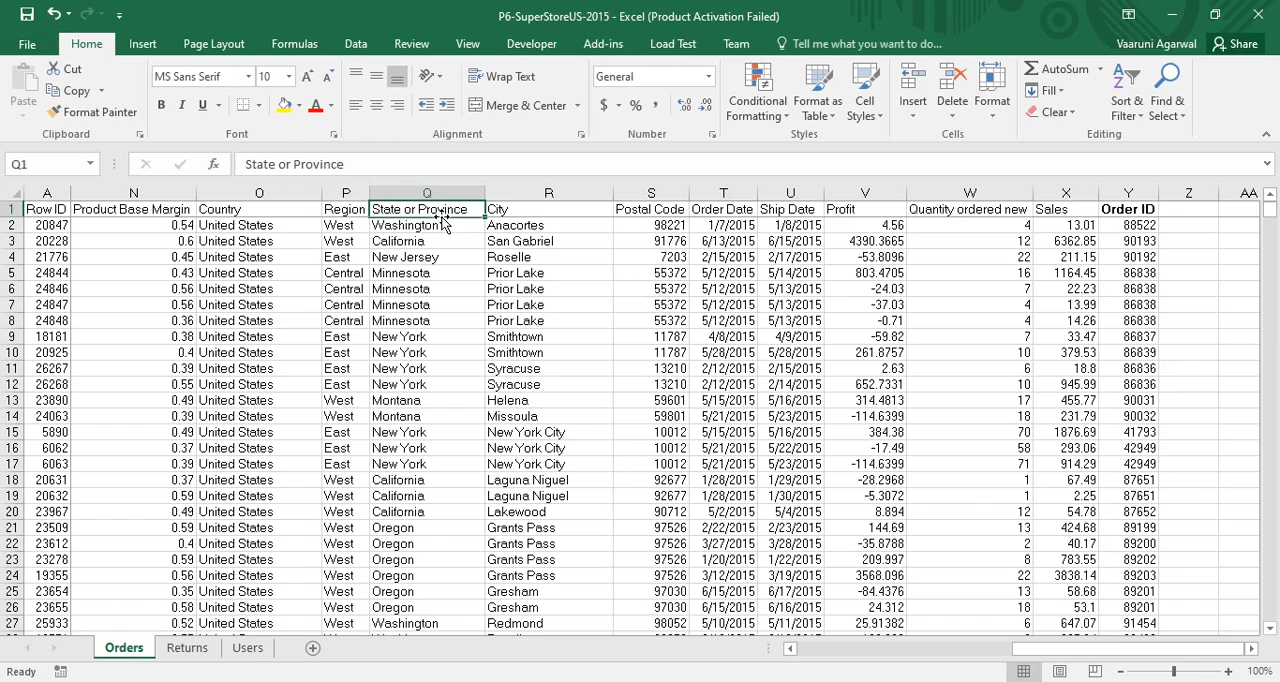 P6-SuperStoreUS-2015 - Excel (Product Activation Failed)
File Home Insert Page Layout Formulas Data Review View Developer Add-ins Load Test Team Tell me what you want to do... Vaaruni Agarwal Share
Paste Cut Copy Format Painter Clipboard
MS Sans Serif 10 A A B I U A Font
Wrap Text Merge & Center Alignment
General $ % , Number
Conditional Formatting Format as Table Cell Styles Styles
Insert Delete Format Cells
AutoSum Fill Clear Sort & Filter Find & Select Editing
Q1 fx State or Province
A N O P Q R S T U V W X Y Z AA
1 Row ID Product Base Margin Country Region State or Province City Postal Code Order Date Ship Date Profit Quantity ordered new Sales Order ID
2 20847 0.54 United States West Washington Anacortes 98221 1/7/2015 1/8/2015 4.56 4 13.01 88522
3 20228 0.6 United States West California San Gabriel 91776 6/13/2015 6/15/2015 4390.3665 12 6362.85 90193
4 21776 0.45 United States East New Jersey Roselle 7203 2/15/2015 2/17/2015 -53.8096 22 211.15 90192
5 24844 0.43 United States Central Minnesota Prior Lake 55372 5/12/2015 5/14/2015 803.4705 16 1164.45 86838
6 24846 0.56 United States Central Minnesota Prior Lake 55372 5/12/2015 5/13/2015 -24.03 7 22.23 86838
7 24847 0.56 United States Central Minnesota Prior Lake 55372 5/12/2015 5/13/2015 -37.03 4 13.99 86838
8 24848 0.36 United States Central Minnesota Prior Lake 55372 5/12/2015 5/13/2015 -0.71 4 14.26 86838
9 18181 0.38 United States East New York Smithtown 11787 4/8/2015 4/9/2015 -59.82 7 33.47 86837
10 20925 0.4 United States East New York Smithtown 11787 5/28/2015 5/28/2015 261.8757 10 379.53 86839
11 26267 0.39 United States East New York Syracuse 13210 2/12/2015 2/15/2015 2.63 6 18.8 86836
12 26268 0.55 United States East New York Syracuse 13210 2/12/2015 2/14/2015 652.7331 10 945.99 86836
13 23890 0.49 United States West Montana Helena 59601 5/15/2015 5/16/2015 314.4813 17 455.77 90031
14 24063 0.39 United States West Montana Missoula 59801 5/21/2015 5/23/2015 -114.6399 18 231.79 90032
15 5890 0.49 United States East New York New York City 10012 5/15/2015 5/16/2015 384.38 70 1876.69 41793
16 6062 0.37 United States East New York New York City 10012 5/21/2015 5/22/2015 -17.49 58 293.06 42949
17 6063 0.39 United States East New York New York City 10012 5/21/2015 5/23/2015 -114.6399 71 914.29 42949
18 20631 0.37 United States West California Laguna Niguel 92677 1/28/2015 1/29/2015 -28.2968 1 67.49 87651
19 20632 0.59 United States West California Laguna Niguel 92677 1/28/2015 1/30/2015 -5.3072 1 2.25 87651
20 23967 0.49 United States West California Lakewood 90712 5/2/2015 5/4/2015 8.894 12 54.78 87652
21 23509 0.59 United States West Oregon Grants Pass 97526 2/22/2015 2/23/2015 144.69 13 424.68 89199
22 23612 0.4 United States West Oregon Grants Pass 97526 3/27/2015 3/28/2015 -35.8788 2 40.17 89200
23 23278 0.59 United States West Oregon Grants Pass 97526 1/20/2015 1/22/2015 209.997 8 783.55 89202
24 19355 0.56 United States West Oregon Grants Pass 97526 3/12/2015 3/19/2015 3568.096 22 3838.14 89203
25 23654 0.35 United States West Oregon Gresham 97030 6/15/2015 6/17/2015 -84.4376 13 58.68 89201
26 23655 0.58 United States West Oregon Gresham 97030 6/15/2015 6/16/2015 24.312 18 53.1 89201
27 25933 0.52 United States West Washington Redmond 98052 5/10/2015 5/11/2015 25.91382 6 647.07 91454
Orders Returns Users
Ready 100%